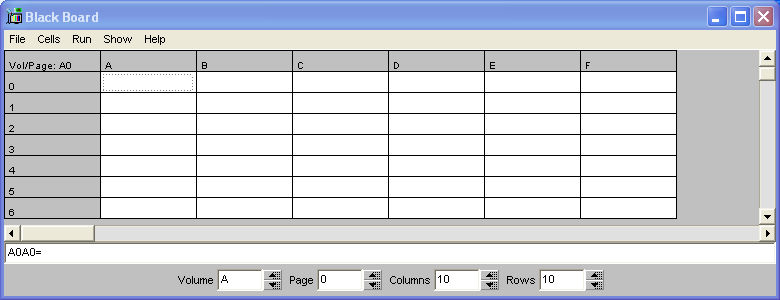 Black Board
File Cells Run Show Help
Vol/Page: A0 A B C D E F
0
1
2
3
4
5
6
A0A0=
Volume A Page 0 Columns 10 Rows 10